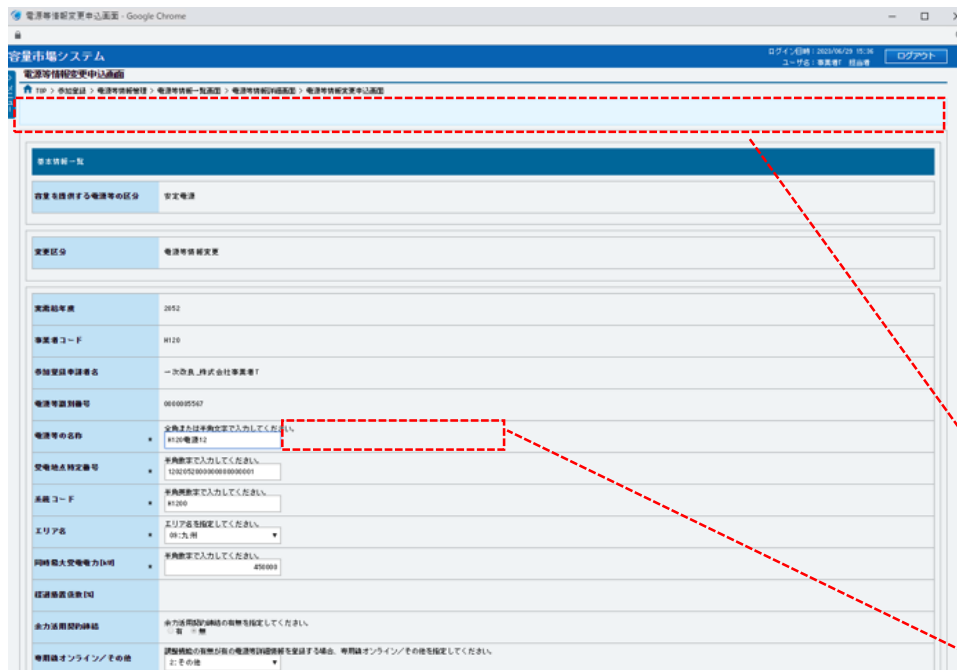 電源等情報変更申込画面 - Google Chrome
容量市場システム
ログイン日時：2023/06/29 15:36
ユーザ名：事業者T 担当者
ログアウト
電源等情報変更申込画面
TOP > 参加登録 > 電源等情報管理 > 電源等情報一覧画面 > 電源等情報詳細画面 > 電源等情報変更申込画面
基本情報一覧
容量を提供する電源等の区分 安定電源
変更区分 電源等情報変更
実需給年度 2052
事業者コード H120
参加登録申請者名 一次改良_株式会社事業者T
電源等識別番号 0000005567
全角または半角文字で入力してください。
電源等の名称 * H120電源12
半角数字で入力してください。
受電地点特定番号 *
半角英数字で入力してください。
系統コード * H1200
エリア名を指定してください。
エリア名 * 09:九州
半角数字で入力してください。
同時最大受電電力[kW] * 450000
経過措置係数[%]
余力活用契約の締結の有無を指定してください。
余力活用契約締結 有 無
調整機能の有無が有の電源等詳細情報を登録する場合、専用線オンライン/その他を指定してください。
専用線オンライン/その他 2:その他